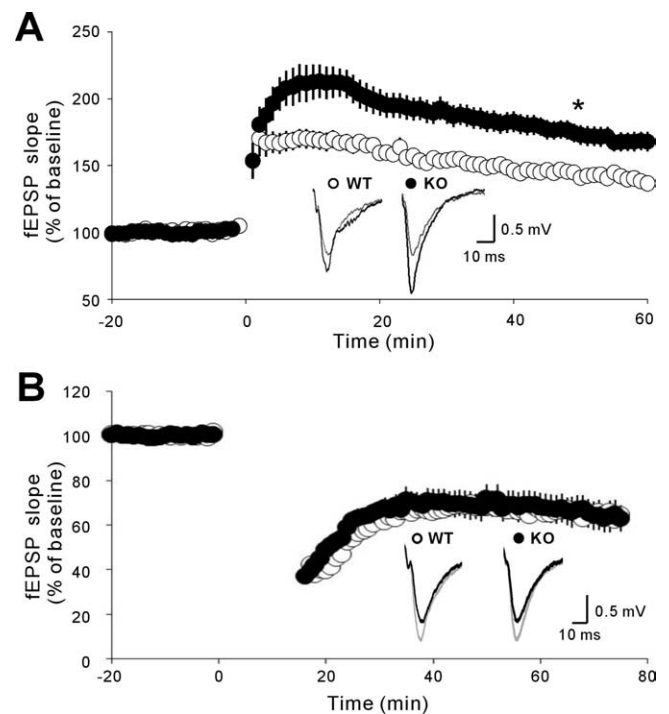 A
250
200
150
100
50
fEPSP slope
(% of baseline)
*
WT KO
0.5 mV
10 ms
-20 0 20 40 60
Time (min)
B
120
100
80
60
40
20
0
fEPSP slope
(% of baseline)
WT KO
0.5 mV
10 ms
-20 0 20 40 60 80
Time (min)